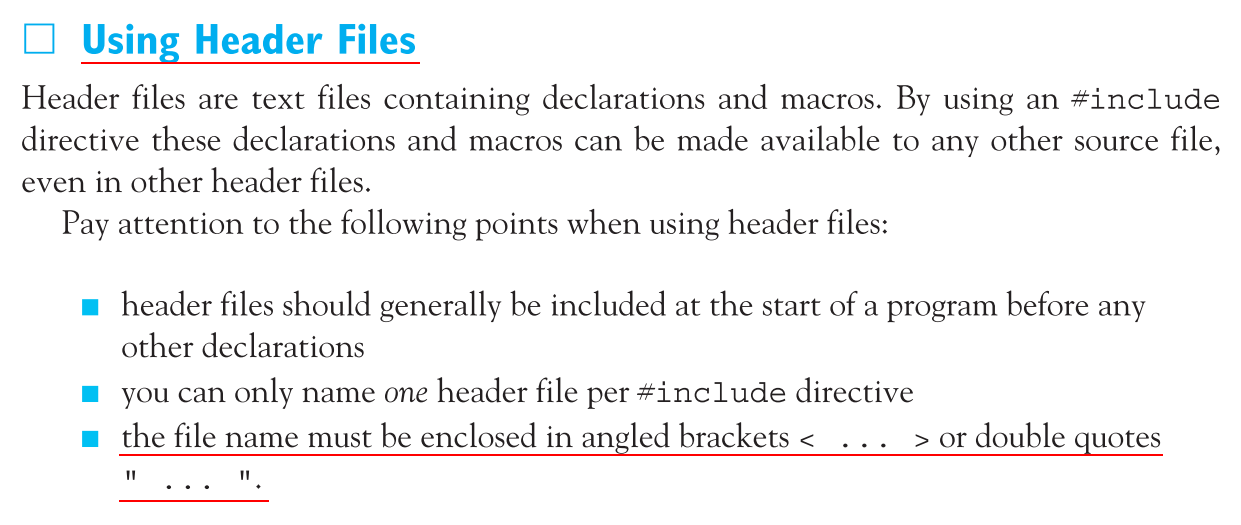 Using Header Files
Header files are text files containing declarations and macros. By using an #include
directive these declarations and macros can be made available to any other source file,
even in other header files.
Pay attention to the following points when using header files:
header files should generally be included at the start of a program before any
other declarations
you can only name one header file per #include directive
the file name must be enclosed in angled brackets < ... > or double quotes
" ... ".